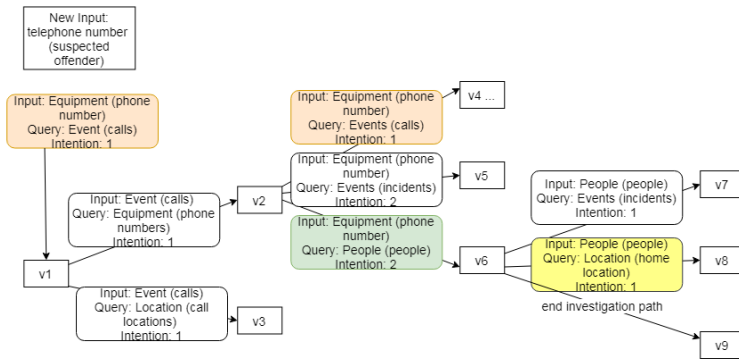 New Input:
telephone number
(suspected
offender)
Input: Equipment (phone
number)
Query: Event (calls)
Intention: 1
v1
Input: Event (calls)
Query: Equipment (phone
numbers)
Intention: 1
Input: Event (calls)
Query: Location (call
locations)
Intention: 1
v2
v3
Input: Equipment (phone
number)
Query: Events (calls)
Intention: 1
Input: Equipment (phone
number)
Query: Events (incidents)
Intention: 2
Input: Equipment (phone
number)
Query: People (people)
Intention: 2
v4 ...
v5
v6
Input: People (people)
Query: Events (incidents)
Intention: 1
Input: People (people)
Query: Location (home
location)
Intention: 1
end investigation path
v7
v8
v9